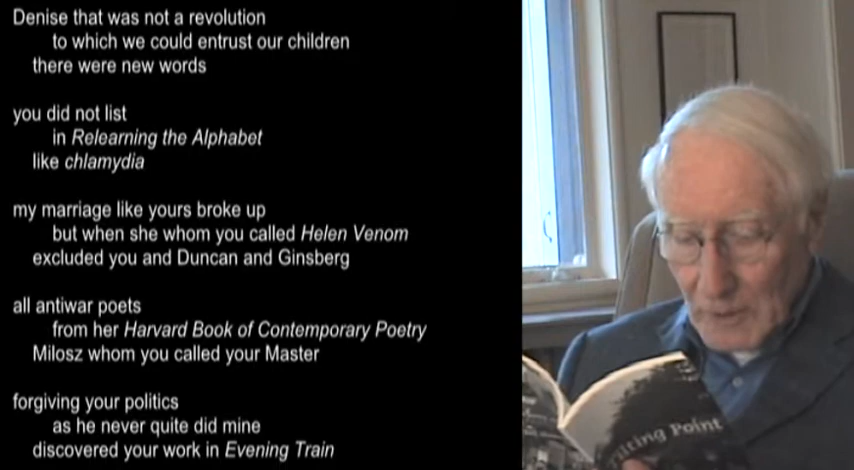 Denise that was not a revolution
to which we could entrust our children
there were new words
you did not list
in Relearning the Alphabet
like chlamydia
my marriage like yours broke up
but when she whom you called Helen Venom
excluded you and Duncan and Ginsberg
all antiwar poets
from her Harvard Book of Contemporary Poetry
Milosz whom you called your Master
forgiving your politics
as he never quite did mine
discovered your work in Evening Train
Point